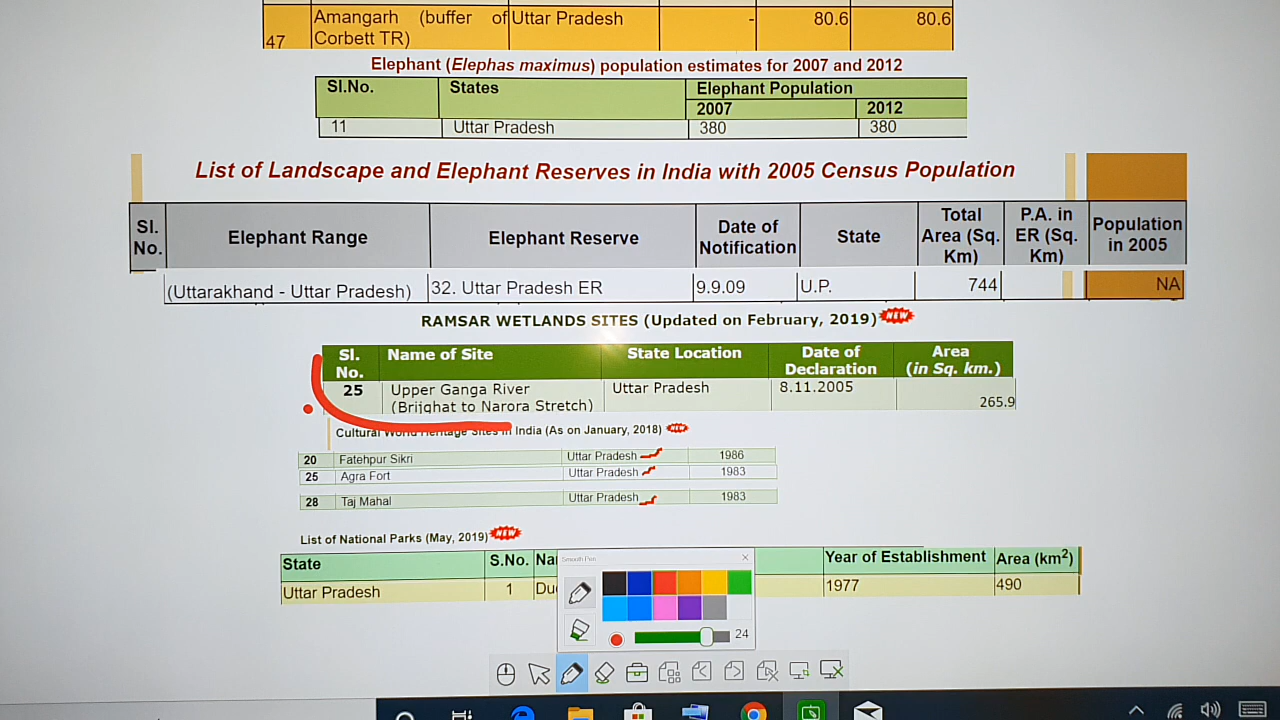 47 Amangarh (buffer of Corbett TR) Uttar Pradesh - 80.6 80.6
Elephant (Elephas maximus) population estimates for 2007 and 2012
Sl.No. States Elephant Population
2007 2012
11 Uttar Pradesh 380 380
List of Landscape and Elephant Reserves in India with 2005 Census Population
Sl. No. Elephant Range Elephant Reserve Date of Notification State Total Area (Sq. Km) P.A. in ER (Sq. Km) Population in 2005
(Uttarakhand - Uttar Pradesh) 32. Uttar Pradesh ER 9.9.09 U.P. 744 NA
RAMSAR WETLANDS SITES (Updated on February, 2019) NEW
Sl. No. Name of Site State Location Date of Declaration Area (in Sq. km.)
25 Upper Ganga River (Brijghat to Narora Stretch) Uttar Pradesh 8.11.2005 265.9
Cultural World Heritage Sites in India (As on January, 2018) NEW
20 Fatehpur Sikri Uttar Pradesh 1986
25 Agra Fort Uttar Pradesh 1983
28 Taj Mahal Uttar Pradesh 1983
List of National Parks (May, 2019) NEW
State S.No. Year of Establishment Area (km²)
Uttar Pradesh 1 1977 490
Smooth Pen
24